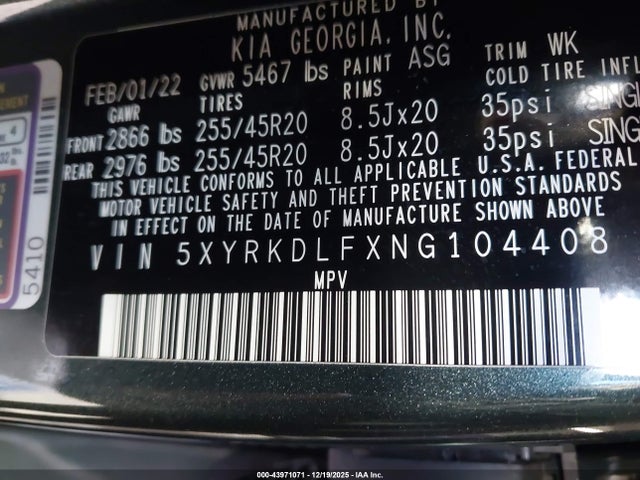 MANUFACTURED BY
KIA GEORGIA, INC.
FEB/01/22 GVWR 5467 lbs PAINT ASG TRIM WK
GAWR TIRES RIMS COLD TIRE INFL
FRONT 2866 lbs 255/45R20 8.5Jx20 35psi SINGL
REAR 2976 lbs 255/45R20 8.5Jx20 35psi SING
THIS VEHICLE CONFORMS TO ALL APPLICABLE U.S.A. FEDERAL
MOTOR VEHICLE SAFETY AND THEFT PREVENTION STANDARDS
IN EFFECT ON THE DATE OF MANUFACTURE SHOWN ABOVE
VIN 5XYRKDLFXNG104408
MPV
4
5410
000-43971071 - 12/19/2025 - IAA Inc.